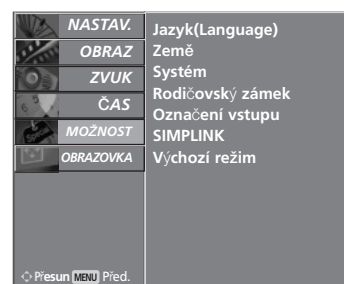 NASTAV.
OBRAZ
ZVUK
ČAS
MOŽNOST
OBRAZOVKA
Jazyk(Language)
Země
Systém
Rodičovský zámek
Označení vstupu
SIMPLINK
Výchozí režim
Přesun MENU Před.